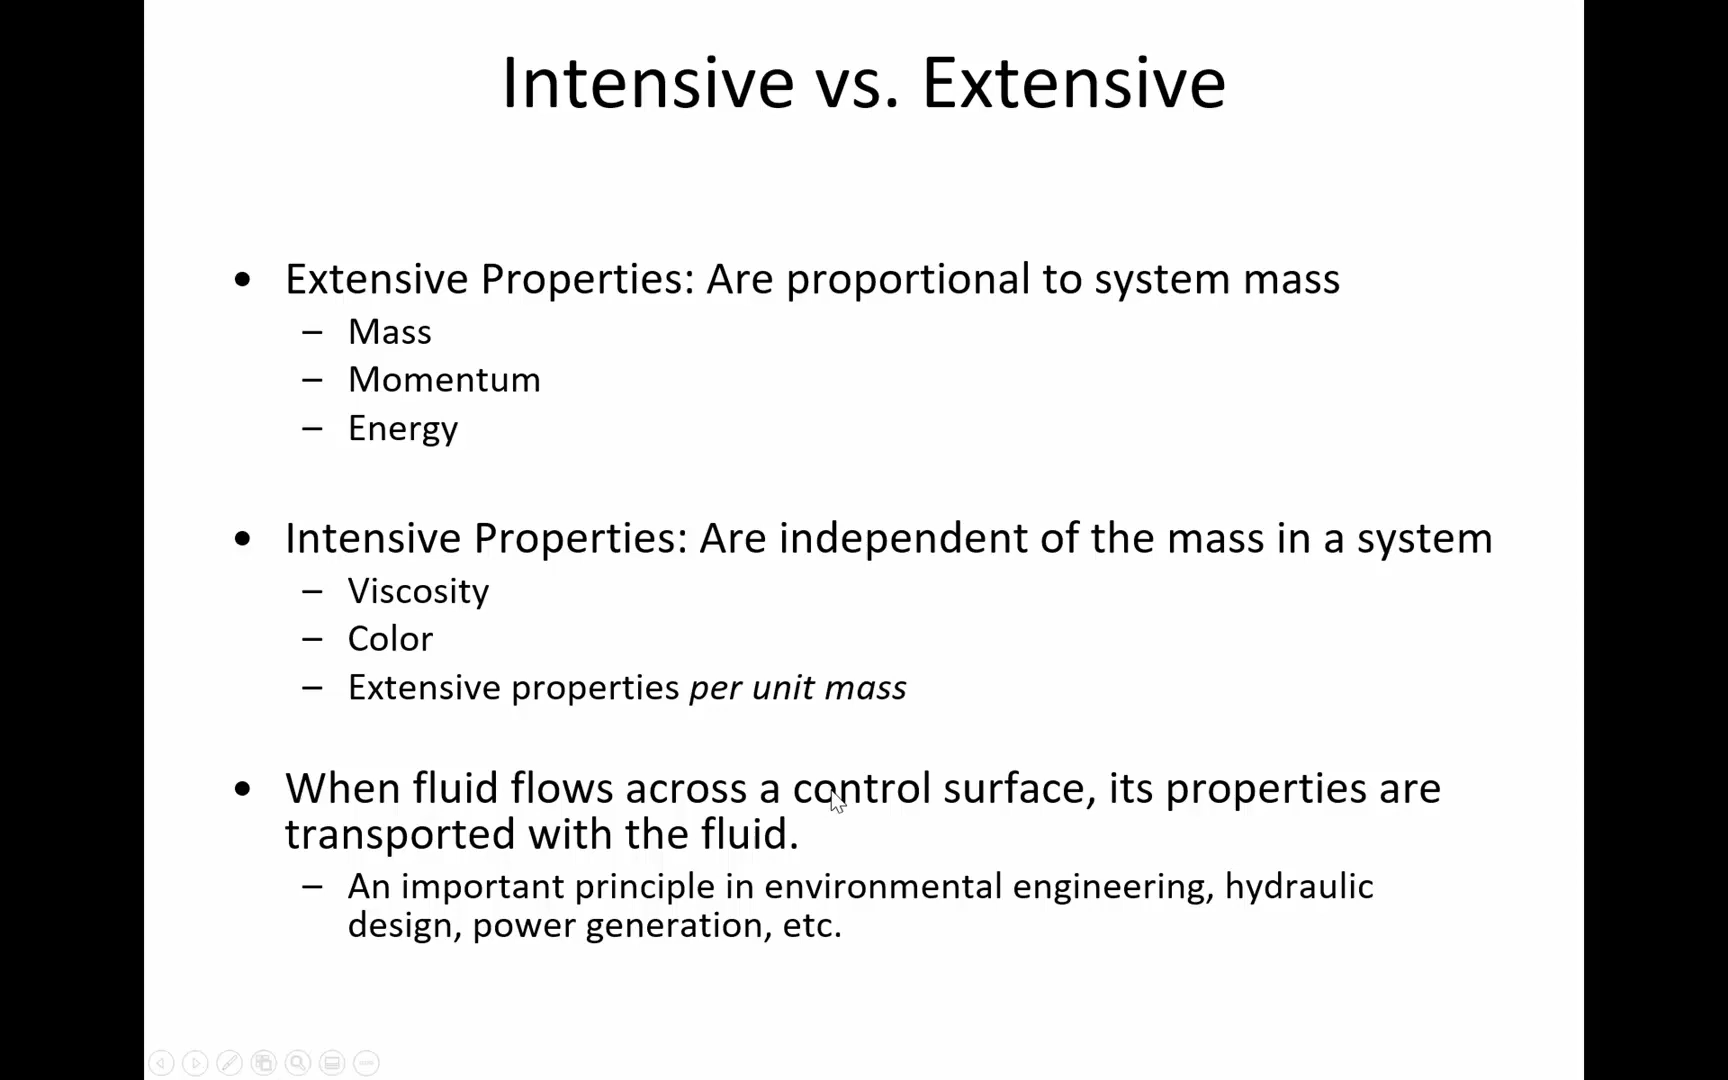 Intensive vs. Extensive
• Extensive Properties: Are proportional to system mass
– Mass
– Momentum
– Energy
• Intensive Properties: Are independent of the mass in a system
– Viscosity
– Color
– Extensive properties per unit mass
• When fluid flows across a control surface, its properties are
transported with the fluid.
– An important principle in environmental engineering, hydraulic
design, power generation, etc.